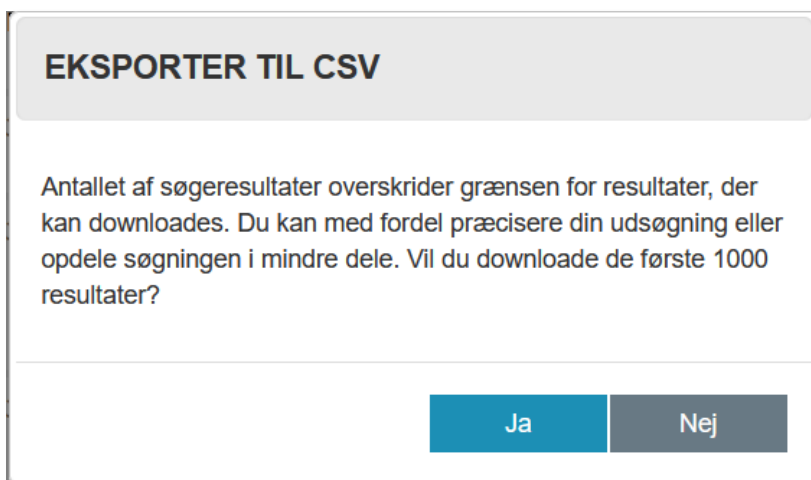 EKSPORTER TIL CSV
Antallet af søgeresultater overskrider grænsen for resultater, der
kan downloades. Du kan med fordel præcisere din udsøgning eller
opdele søgningen i mindre dele. Vil du downloade de første 1000
resultater?
Ja
Nej